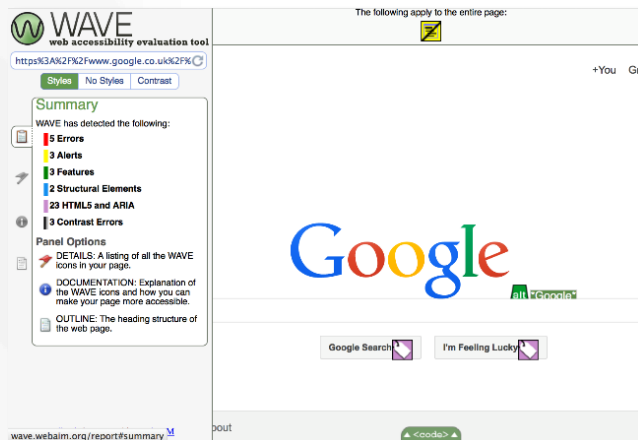 WAVE
web accessibility evaluation tool
https%3A%2F%2Fwww.google.co.uk%2F%
Styles No Styles Contrast
Summary
WAVE has detected the following:
5 Errors
3 Alerts
3 Features
2 Structural Elements
23 HTML5 and ARIA
3 Contrast Errors
Panel Options
DETAILS: A listing of all the WAVE
icons in your page.
DOCUMENTATION: Explanation of
the WAVE icons and how you can
make your page more accessible.
OUTLINE: The heading structure of
the web page.
wave.webaim.org/report#summary
M
The following apply to the entire page:
+You G
Google
alt *"Google"
Google Search I'm Feeling Lucky
out
<code>